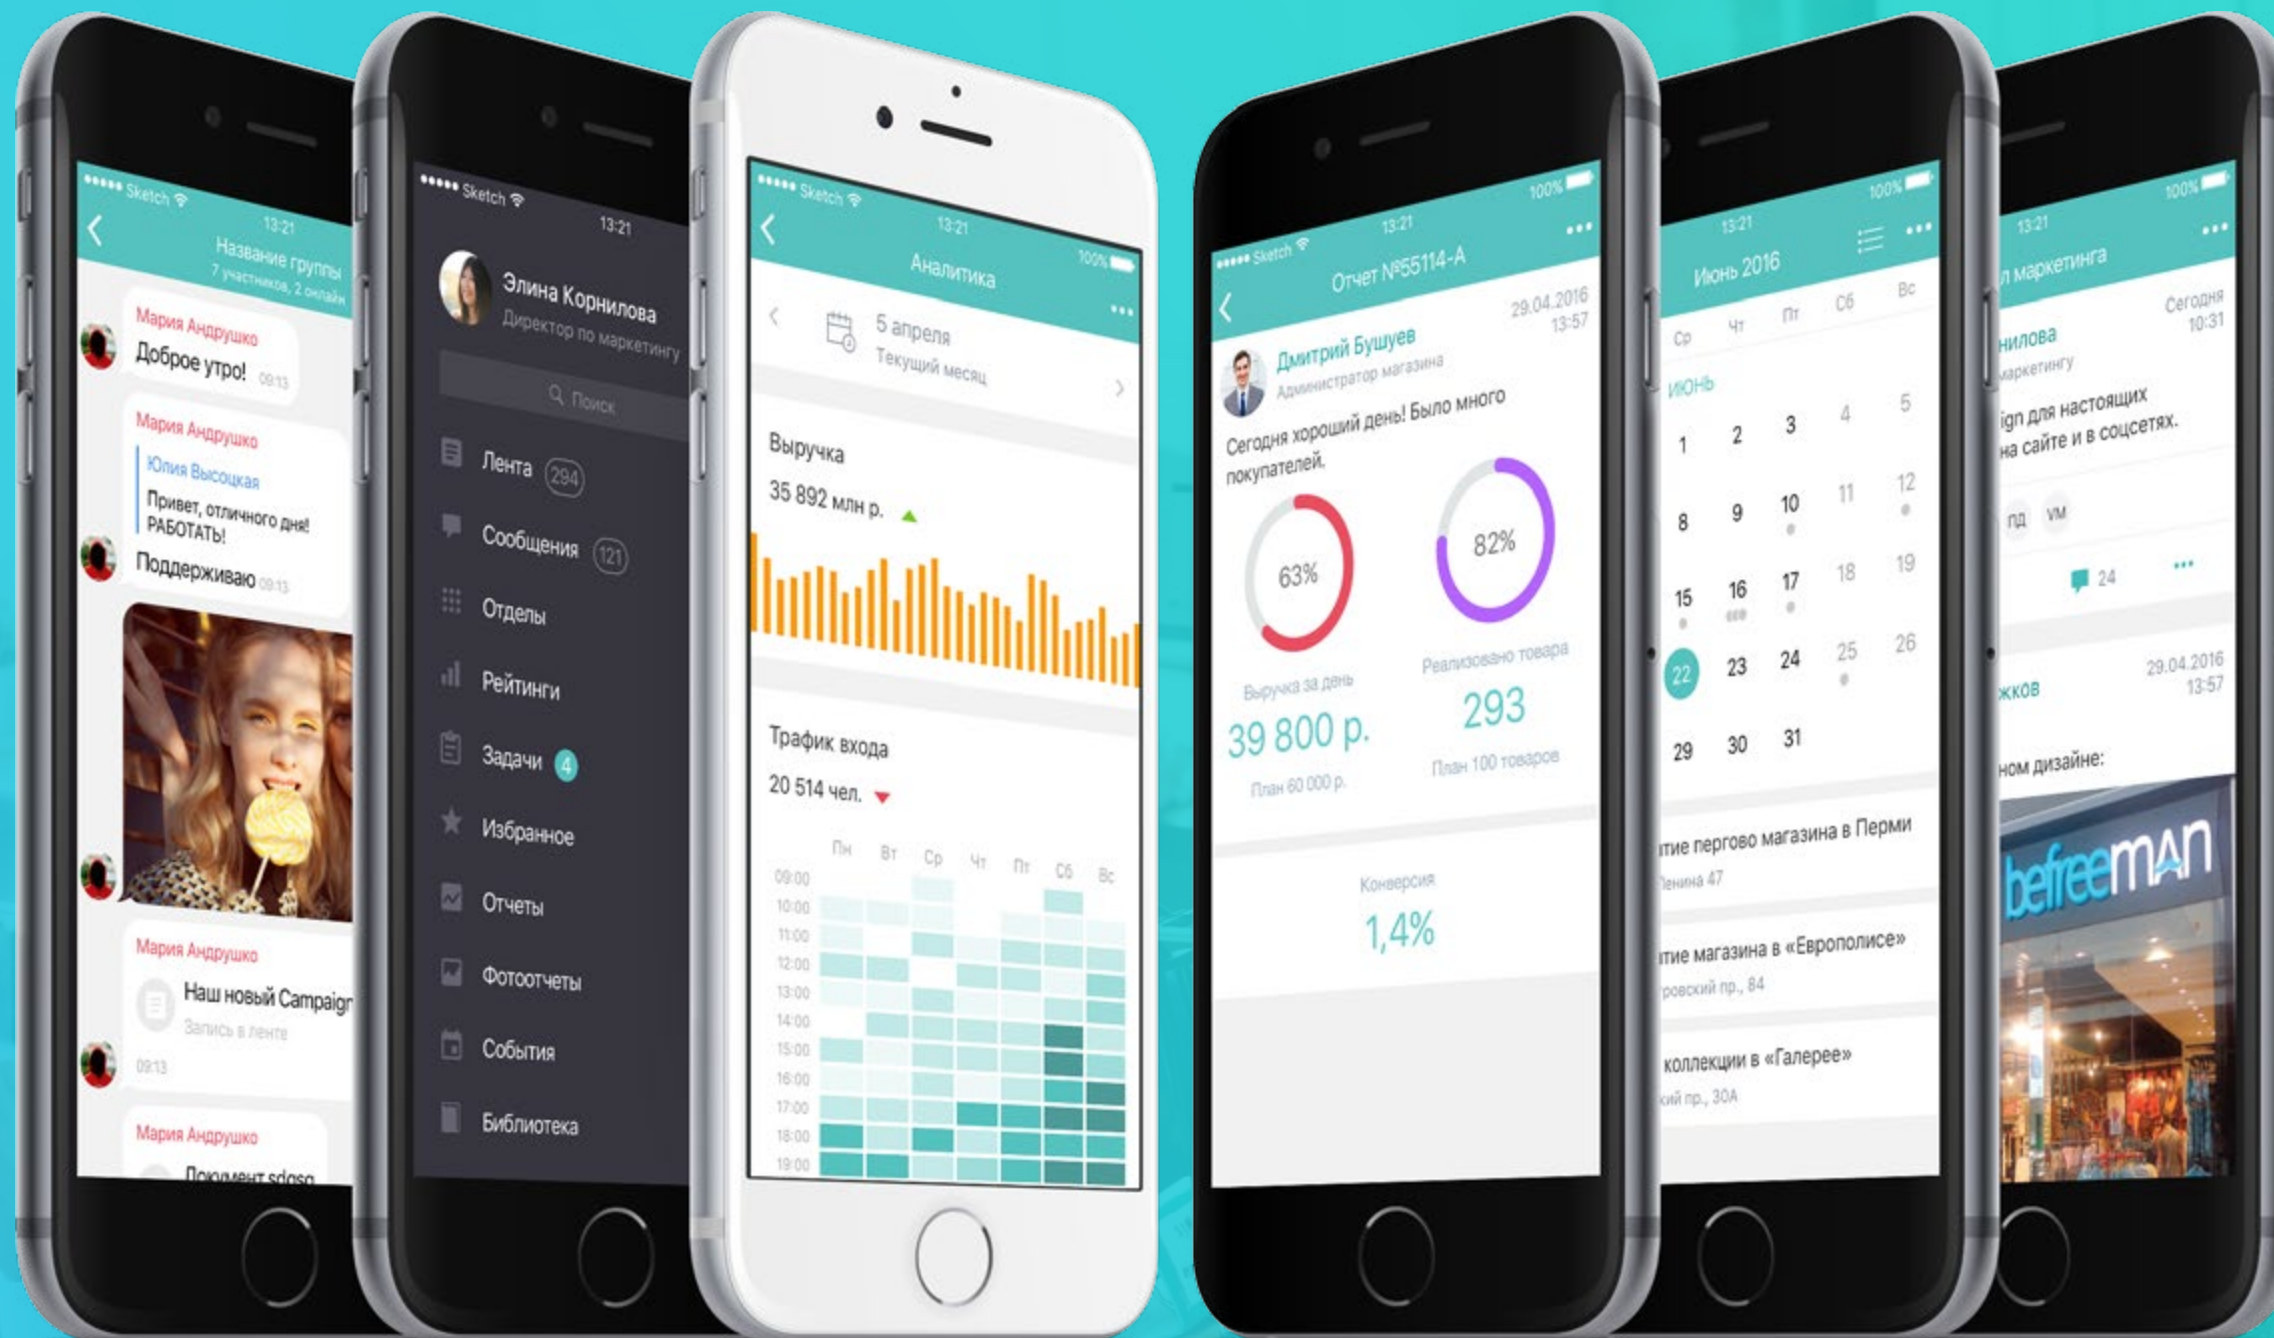 Sketch
13:21
Название группы
7 участников, 2 онлайн
Мария Андрушко
Доброе утро! 09:13
Мария Андрушко
Юлия Высоцкая
Привет, отличного дня!
РАБОТАТЬ!
Поддерживаю 09:13
Мария Андрушко
Наш новый Campaign
Запись в ленте
09:13
Мария Андрушко
Документ sdgsg
Sketch
13:21
Элина Корнилова
Директор по маркетингу
Поиск
Лента 294
Сообщения 121
Отделы
Рейтинги
Задачи 4
Избранное
Отчеты
Фотоотчеты
События
Библиотека
Sketch
13:21
100%
Аналитика
5 апреля
Текущий месяц
Выручка
35 892 млн р.
Трафик входа
20 514 чел.
Пн Вт Ср Чт Пт Сб Вс
09:00
10:00
11:00
12:00
13:00
14:00
15:00
16:00
17:00
18:00
19:00
Sketch
13:21
100%
Отчет №55114-А
Дмитрий Бушуев
Администратор магазина
29.04.2016
13:57
Сегодня хороший день! Было много
покупателей.
63%
82%
Выручка за день
39 800 р.
План 60 000 р.
Реализовано товара
293
План 100 товаров
Конверсия
1,4%
13:21
100%
Июнь 2016
Ср Чт Пт Сб Вс
ИЮНЬ
1 2 3 4 5
8 9 10 11 12
15 16 17 18 19
22 23 24 25 26
29 30 31
тие пергово магазина в Перми
Ленина 47
тие магазина в «Европолисе»
ровский пр., 84
коллекции в «Галерее»
кий пр., 30А
13:21
100%
л маркетинга
нилова
маркетингу
Сегодня
10:31
ign для настоящих
на сайте и в соцсетях.
ПД VM
24
жков
29.04.2016
13:57
ном дизайне:
befreeman